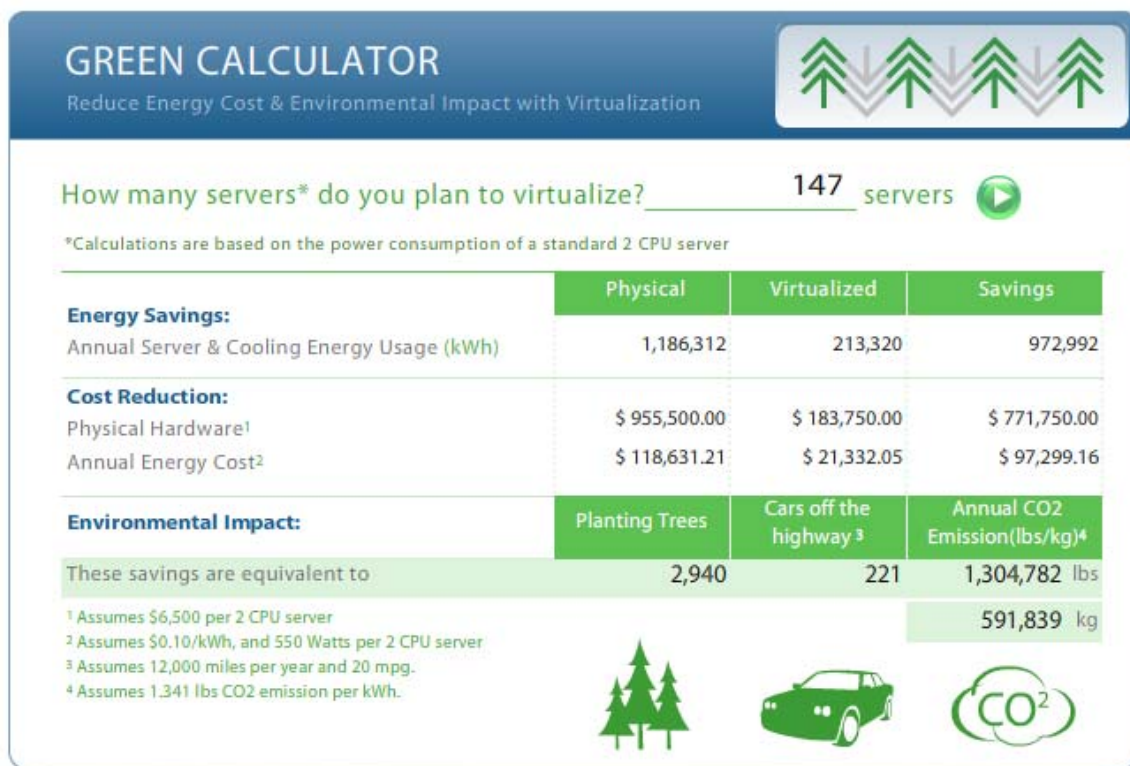 GREEN CALCULATOR
Reduce Energy Cost & Environmental Impact with Virtualization
How many servers* do you plan to virtualize? 147 servers
*Calculations are based on the power consumption of a standard 2 CPU server
Physical Virtualized Savings
Energy Savings:
Annual Server & Cooling Energy Usage (kWh) 1,186,312 213,320 972,992
Cost Reduction:
Physical Hardware1 $ 955,500.00 $ 183,750.00 $ 771,750.00
Annual Energy Cost2 $ 118,631.21 $ 21,332.05 $ 97,299.16
Environmental Impact: Planting Trees Cars off the highway 3 Annual CO2 Emission(lbs/kg)4
These savings are equivalent to 2,940 221 1,304,782 lbs
591,839 kg
1 Assumes $6,500 per 2 CPU server
2 Assumes $0.10/kWh, and 550 Watts per 2 CPU server
3 Assumes 12,000 miles per year and 20 mpg.
4 Assumes 1.341 lbs CO2 emission per kWh.
CO2